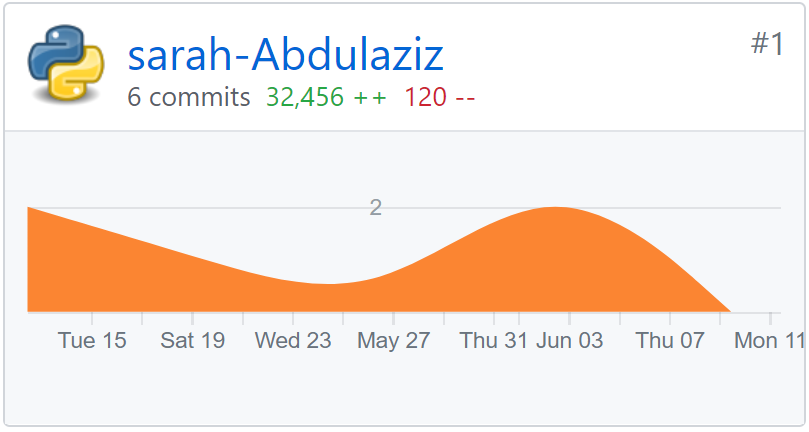 sarah-Abdulaziz
#1
6 commits 32,456 ++ 120 --
2
Tue 15 Sat 19 Wed 23 May 27 Thu 31 Jun 03 Thu 07 Mon 11